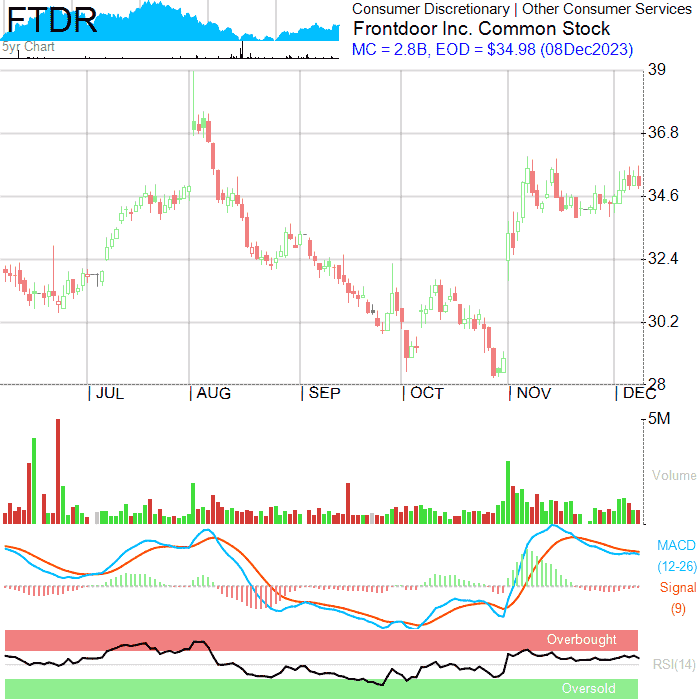 FTDR
5yr Chart
Consumer Discretionary | Other Consumer Services
Frontdoor Inc. Common Stock
MC = 2.8B, EOD = $34.98 (08Dec2023)
39
36.8
34.6
32.4
30.2
28
JUL
AUG
SEP
OCT
NOV
DEC
5M
Volume
MACD
(12-26)
Signal
(9)
Overbought
RSI(14)
Oversold